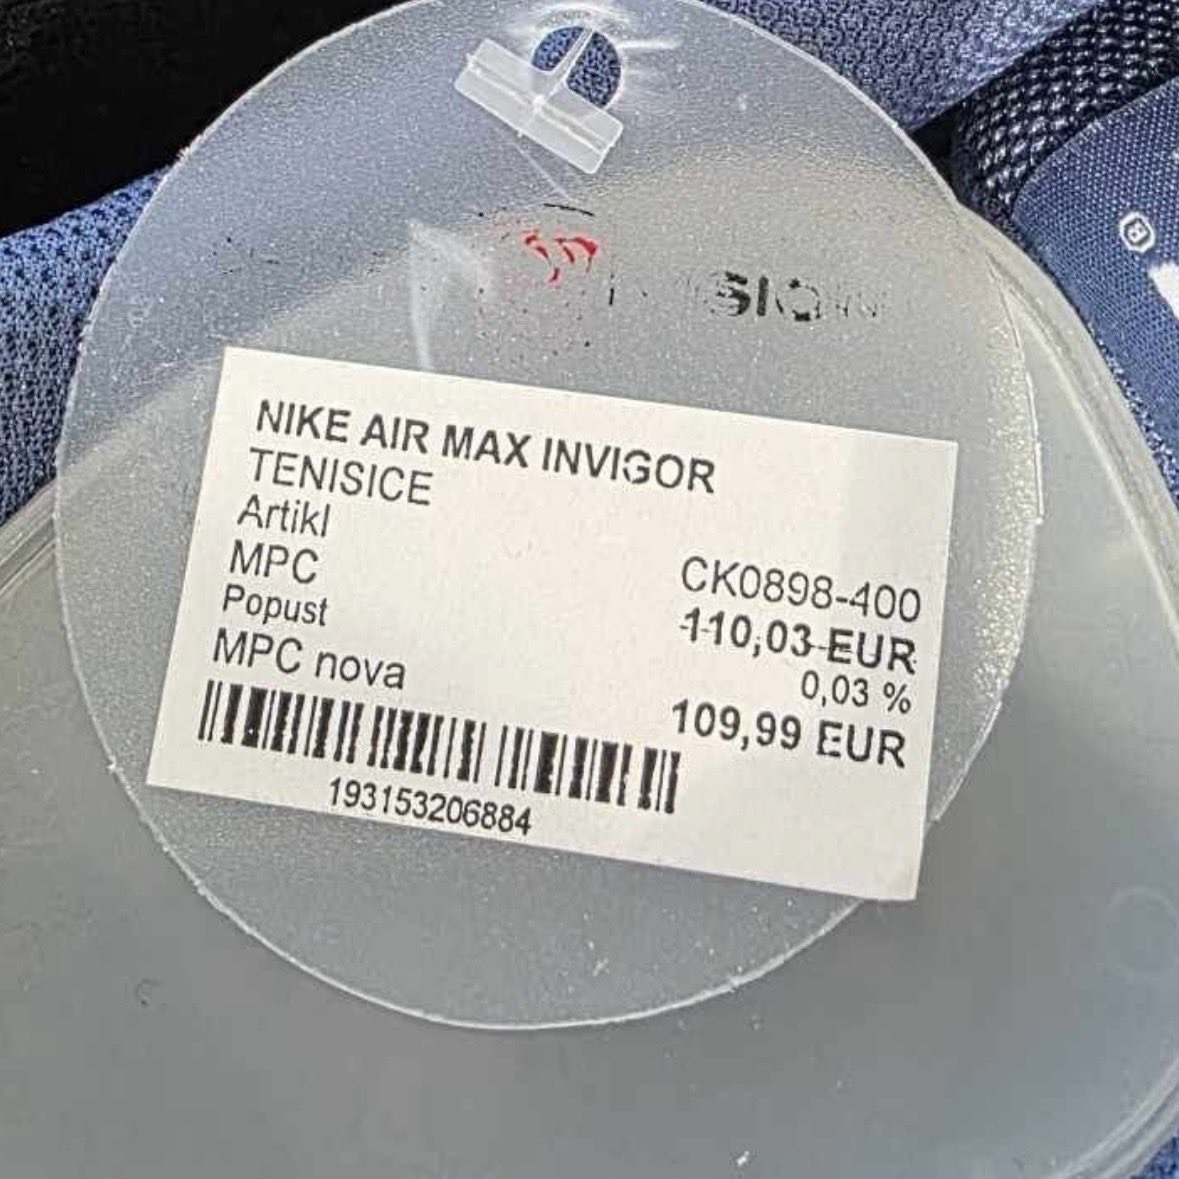 NIKE AIR MAX INVIGOR
TENISICE
Artikl CK0898-400
MPC 110,03 EUR
Popust 0,03 %
MPC nova 109,99 EUR
193153206884